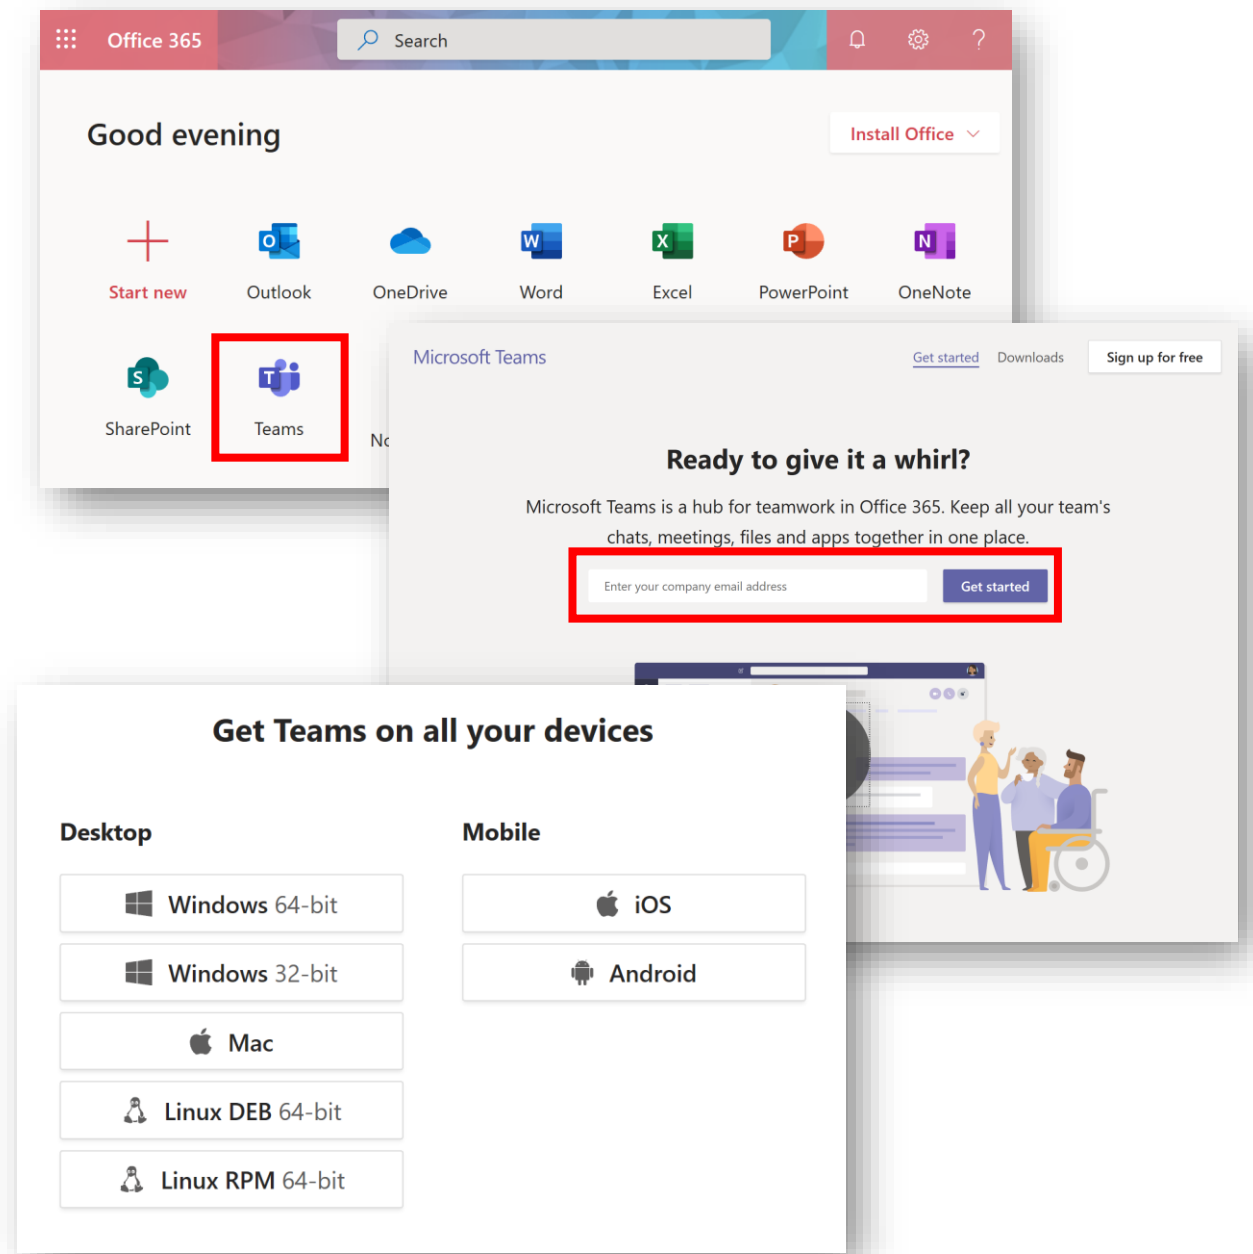 Office 365
Search
Good evening
Install Office
Start new
Outlook
OneDrive
Word
Excel
PowerPoint
OneNote
SharePoint
Teams
Microsoft Teams
Get started
Downloads
Sign up for free
Ready to give it a whirl?
Microsoft Teams is a hub for teamwork in Office 365. Keep all your team's
chats, meetings, files and apps together in one place.
Enter your company email address
Get started
Get Teams on all your devices
Desktop
Windows 64-bit
Windows 32-bit
Mac
Linux DEB 64-bit
Linux RPM 64-bit
Mobile
iOS
Android